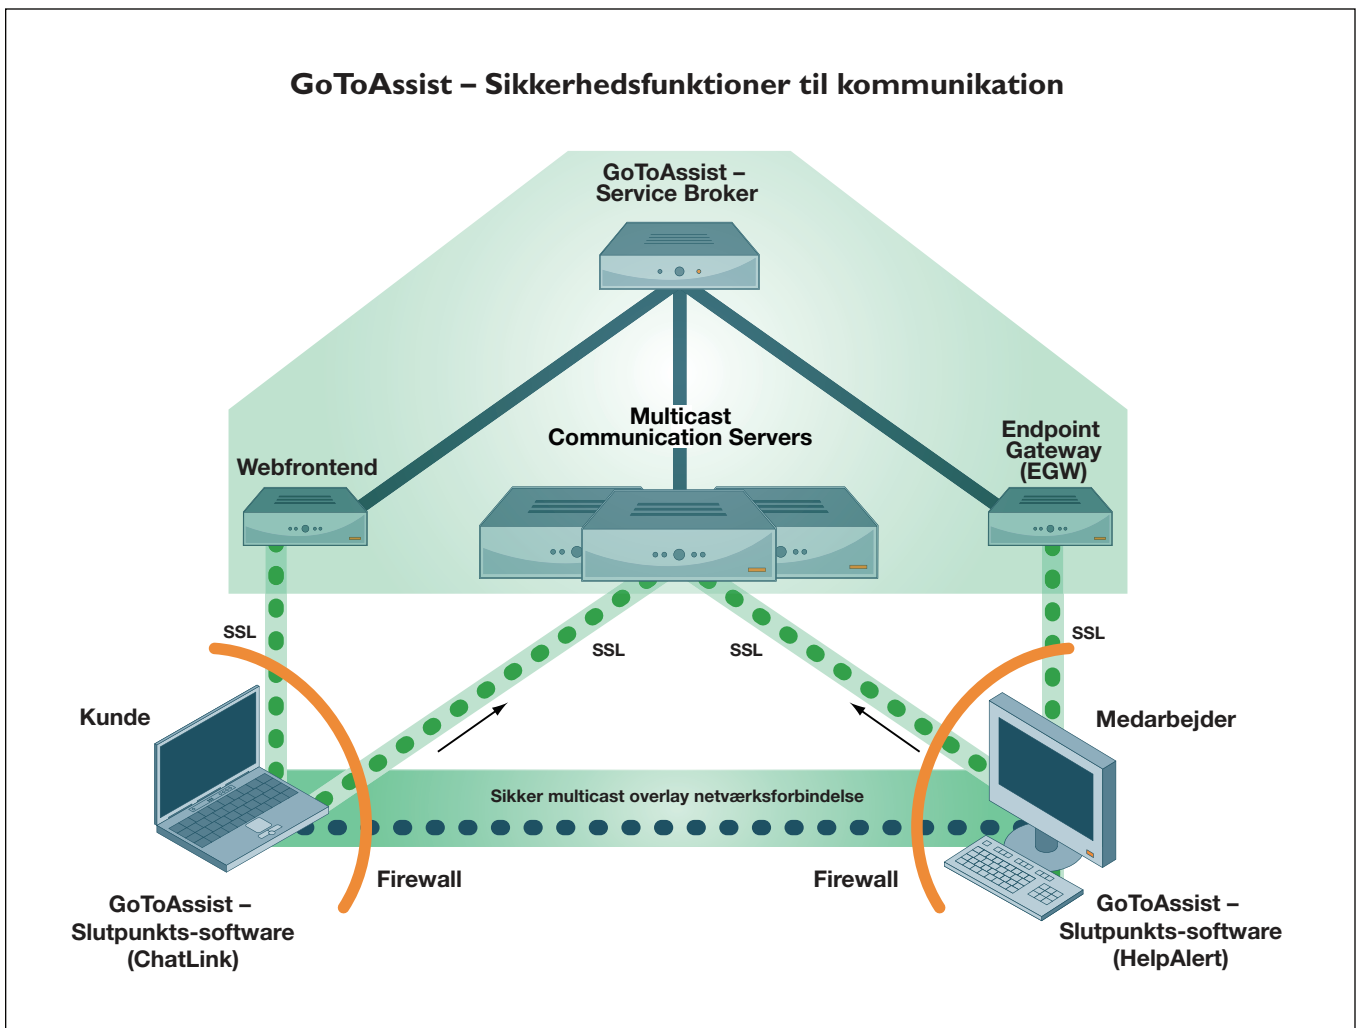 GoToAssist – Sikkerhedsfunktioner til kommunikation
GoToAssist –
Service Broker
Multicast
Communication Servers
Webfrontend
Endpoint
Gateway
(EGW)
SSL
SSL
SSL
SSL
Kunde
Medarbejder
Sikker multicast overlay netværksforbindelse
Firewall
Firewall
GoToAssist –
Slutpunkts-software
(ChatLink)
GoToAssist –
Slutpunkts-software
(HelpAlert)